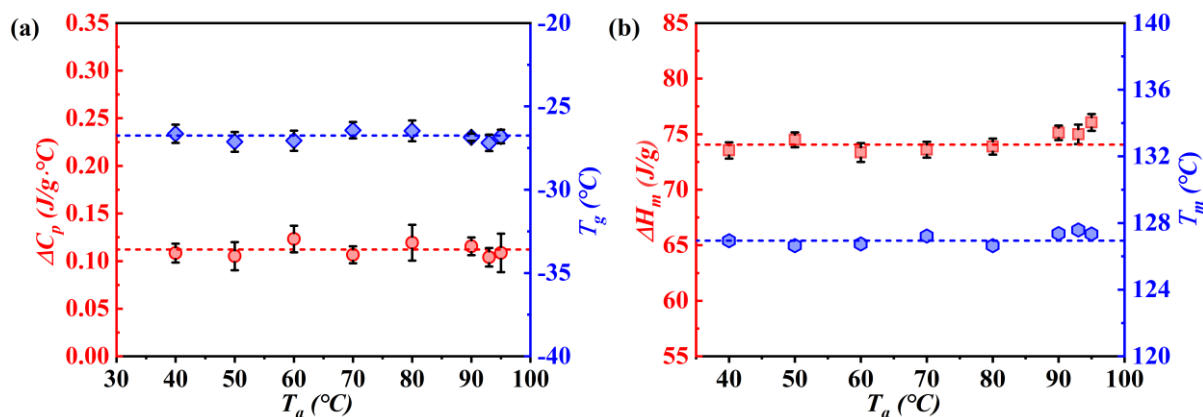 (a)
0.35
0.30
0.25
0.20
0.15
0.10
0.05
0.00
ΔCp (J/g·°C)
30 40 50 60 70 80 90 100
Ta (°C)
-20
-25
-30
-35
-40
Tg (°C)
(b)
85
80
75
70
65
60
55
ΔHm (J/g)
40 50 60 70 80 90 100
Ta (°C)
140
136
132
128
124
120
Tm (°C)